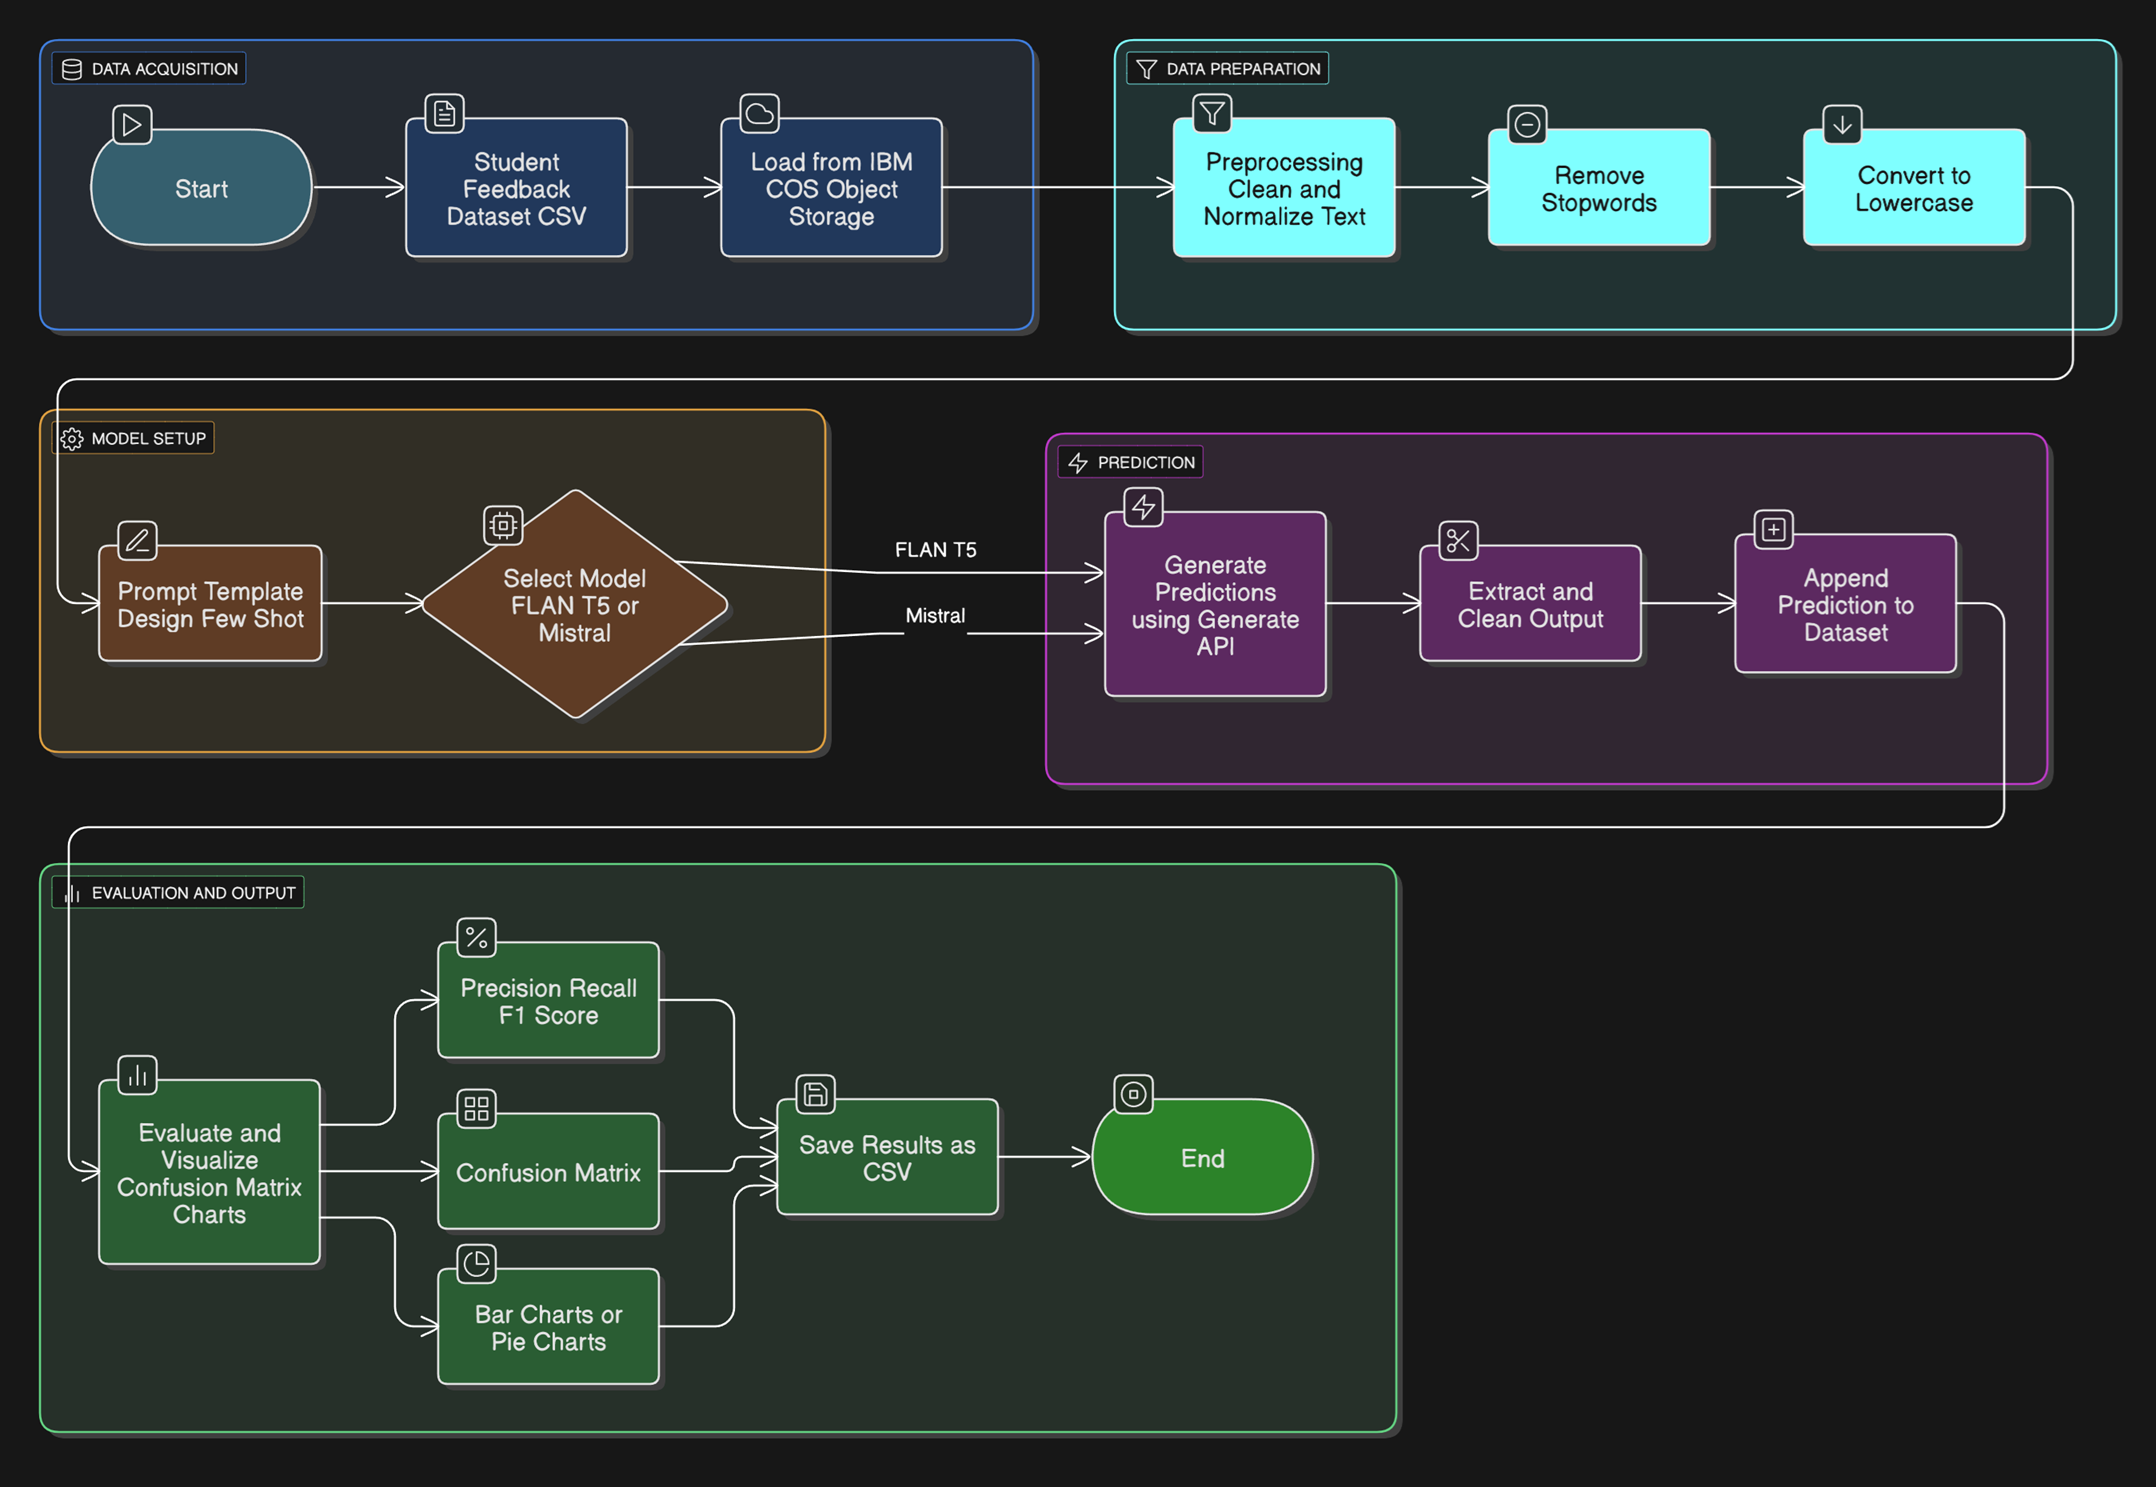 DATA ACQUISITION
Start
Student
Feedback
Dataset CSV
Load from IBM
COS Object
Storage
DATA PREPARATION
Preprocessing
Clean and
Normalize Text
Remove
Stopwords
Convert to
Lowercase
MODEL SETUP
Prompt Template
Design Few Shot
Select Model
FLAN T5 or
Mistral
FLAN T5
Mistral
PREDICTION
Generate
Predictions
using Generate
API
Extract and
Clean Output
Append
Prediction to
Dataset
EVALUATION AND OUTPUT
Evaluate and
Visualize
Confusion Matrix
Charts
Precision Recall
F1 Score
Confusion Matrix
Bar Charts or
Pie Charts
Save Results as
CSV
End